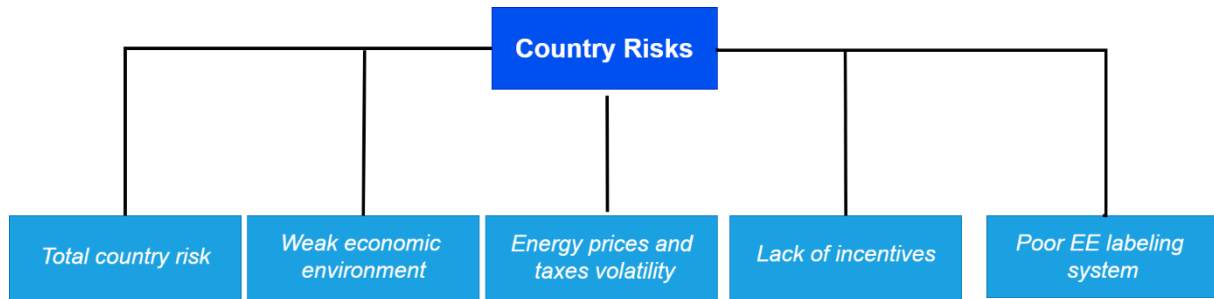 Country Risks
Total country risk
Weak economic
environment
Energy prices and
taxes volatility
Lack of incentives
Poor EE labeling
system